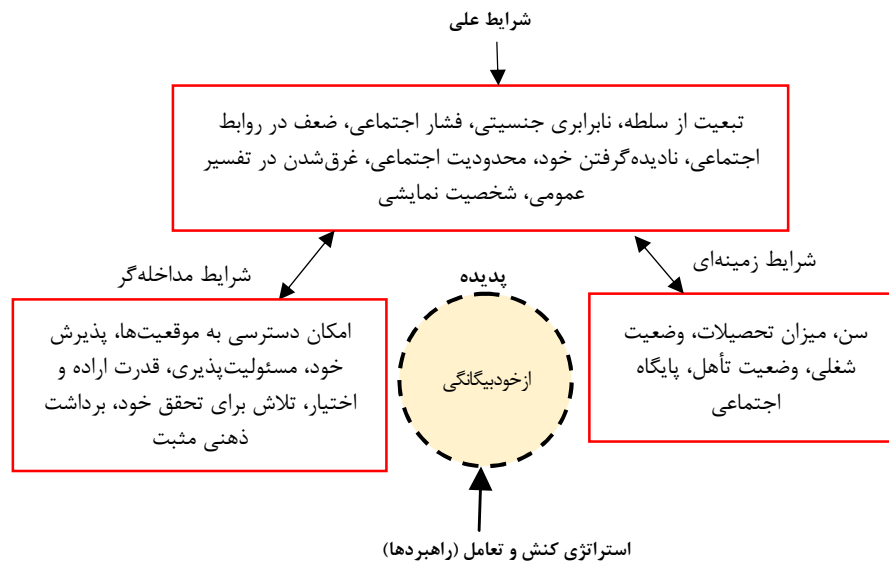 شرایط علی
تبعیت از سلطه، نابرابری جنسیتی، فشار اجتماعی، ضعف در روابط
اجتماعی، نادیده‌گرفتن خود، محدودیت اجتماعی، غرق‌شدن در تفسیر
عمومی، شخصیت نمایشی
شرایط زمینه‌ای
شرایط مداخله‌گر
پدیده
سن، میزان تحصیلات، وضعیت
شغلی، وضعیت تأهل، پایگاه
اجتماعی
ازخودبیگانگی
امکان دسترسی به موقعیت‌ها، پذیرش
خود، مسئولیت‌پذیری، قدرت اراده و
اختیار، تلاش برای تحقق خود، برداشت
ذهنی مثبت
استراتژی کنش و تعامل (راهبردها)